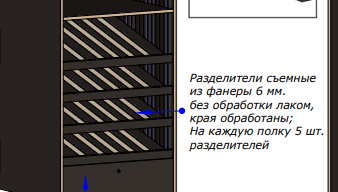 Разделители съемные
из фанеры 6 мм.
без обработки лаком,
края обработаны;
На каждую полку 5 шт.
разделителей